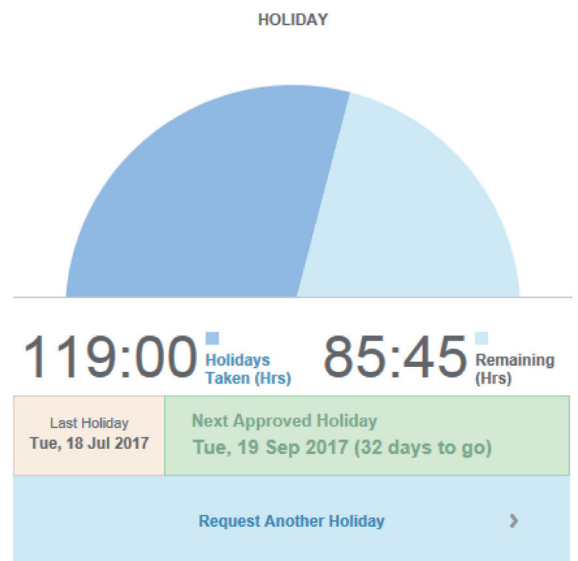 HOLIDAY
119:00 Holidays Taken (Hrs)
85:45 Remaining (Hrs)
Last Holiday
Tue, 18 Jul 2017
Next Approved Holiday
Tue, 19 Sep 2017 (32 days to go)
Request Another Holiday